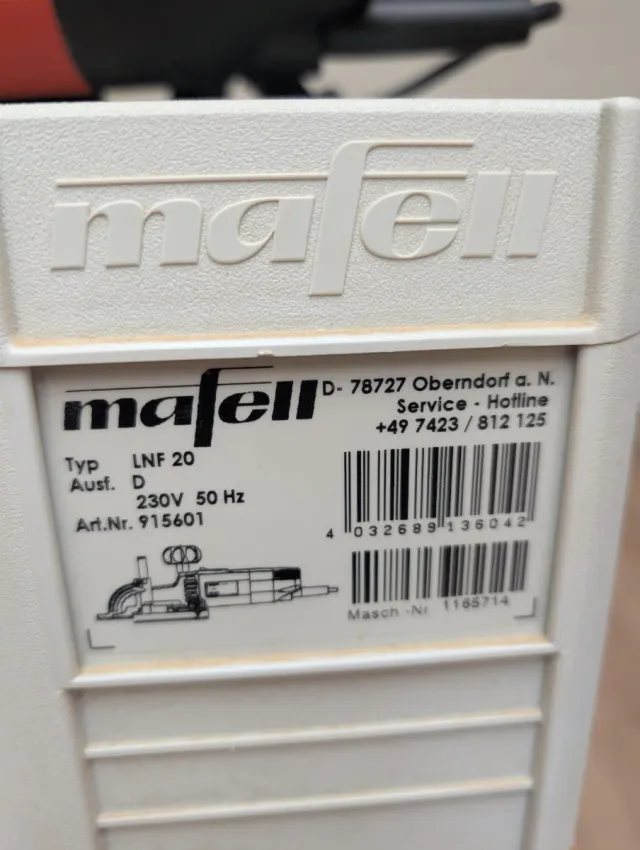 mafell
mafell
D- 78727 Oberndorf a. N.
Service - Hotline
+49 7423 / 812 125
Typ LNF 20
Ausf. D
230V 50 Hz
Art.Nr. 915601
4 032689 136042
Masch -Nr 1165714